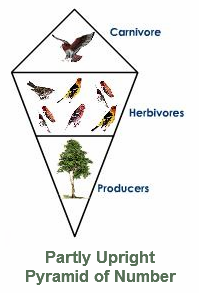 Carnivore
Herbivores
Producers
Partly Upright
Pyramid of Number